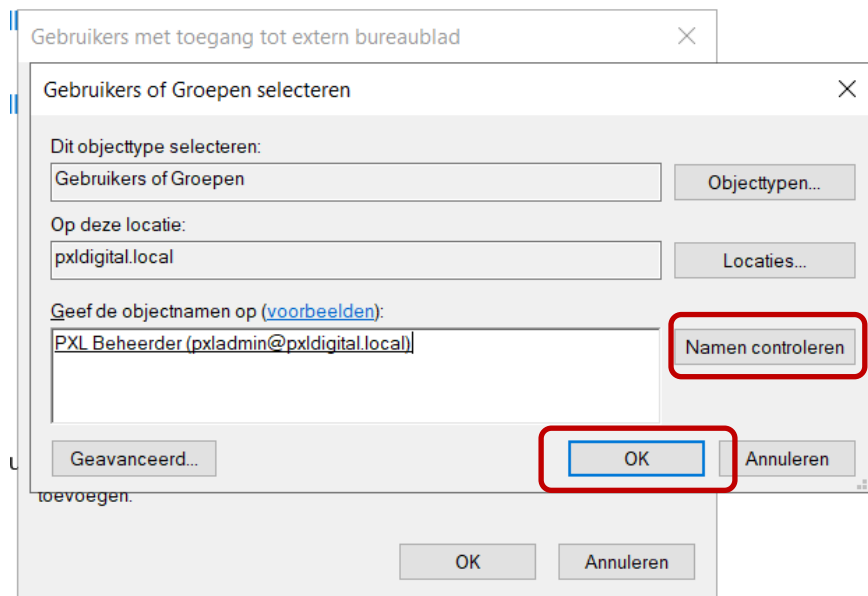 Gebruikers met toegang tot extern bureaublad
Gebruikers of Groepen selecteren
Dit objecttype selecteren:
Gebruikers of Groepen
Objecttypen...
Op deze locatie:
pxldigital.local
Locaties...
Geef de objectnamen op (voorbeelden):
PXL Beheerder (pxladmin@pxldigital.local)
Namen controleren
Geavanceerd...
OK
Annuleren
toevoegen.
OK
Annuleren